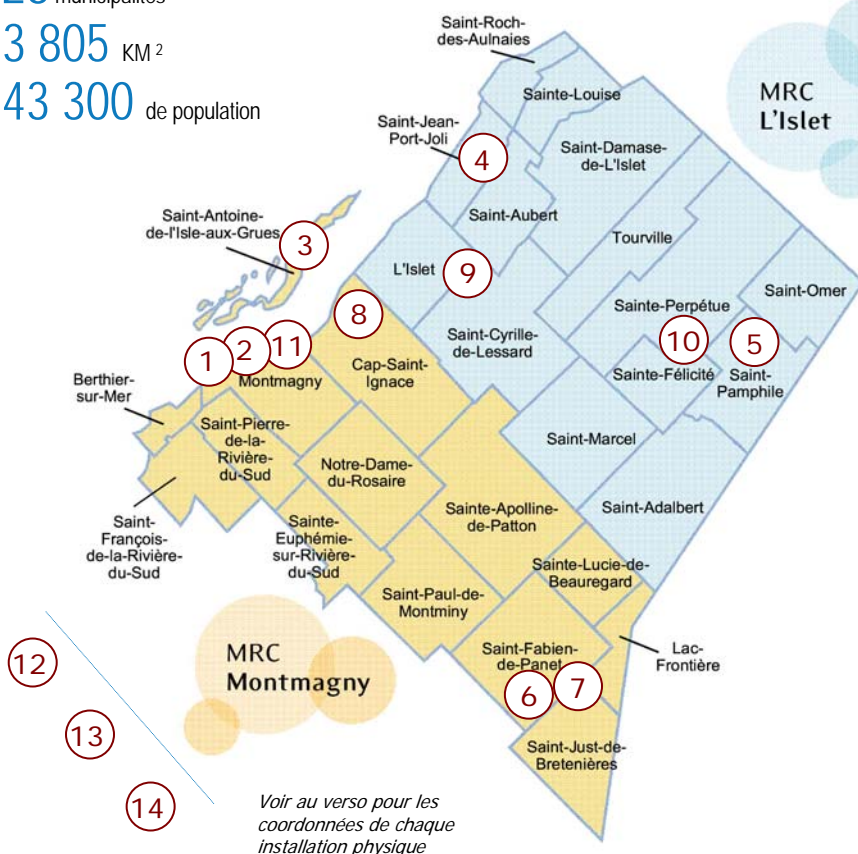 municipalités
3 805 KM 2
43 300 de population
Saint-Roch-
des-Aulnaies
MRC
L'Islet
Sainte-Louise
Saint-Jean-
Port-Joli
4
Saint-Damase-
de-L'Islet
Saint-Aubert
Saint-Antoine-
de-l'Isle-aux-Grues
3
Tourville
L'Islet
9
Saint-Omer
Sainte-Perpétue
8
Saint-Cyrille-
de-Lessard
10
5
1
2
11
Cap-Saint-
Ignace
Sainte-Félicité
Saint-
Pamphile
Montmagny
Berthier-
sur-Mer
Saint-Pierre-
de-la-
Rivière-
du-Sud
Saint-Marcel
Notre-Dame-
du-Rosaire
Sainte-Apolline-
de-Patton
Saint-Adalbert
Saint-
François-
de-la-Rivière-
du-Sud
Sainte-
Euphémie-
sur-Rivière-
du-Sud
Sainte-Lucie-de-
Beauregard
Saint-Paul-de-
Montminy
Saint-Fabien-
de-Panet
Lac-
Frontière
MRC
Montmagny
12
6
7
13
Saint-Just-de-
Bretenières
14
Voir au verso pour les
coordonnées de chaque
installation physique